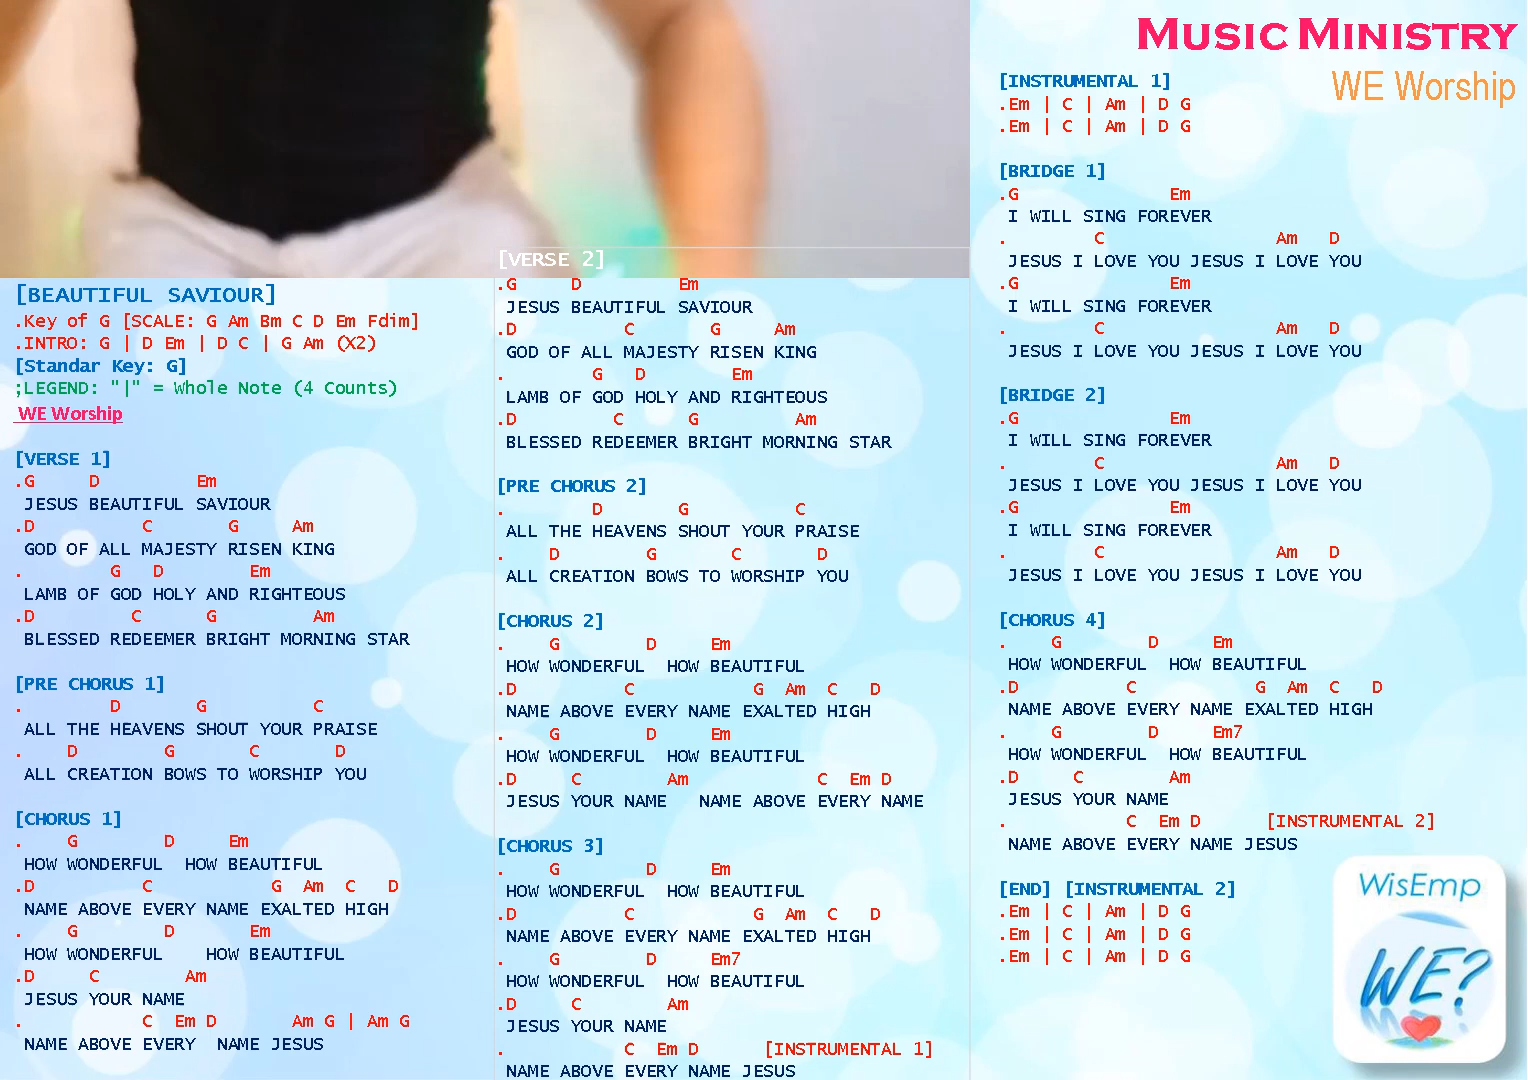 [BEAUTIFUL SAVIOUR]
.Key of G [SCALE: G Am Bm C D Em Fdim]
.INTRO: G | D Em | D C | G Am (X2)
[Standar Key: G]
;LEGEND: "|" = Whole Note (4 Counts)
WE Worship
[VERSE 1]
.G D Em
JESUS BEAUTIFUL SAVIOUR
.D C G Am
GOD OF ALL MAJESTY RISEN KING
. G D Em
LAMB OF GOD HOLY AND RIGHTEOUS
.D C G Am
BLESSED REDEEMER BRIGHT MORNING STAR
[PRE CHORUS 1]
. D G C
ALL THE HEAVENS SHOUT YOUR PRAISE
. D G C D
ALL CREATION BOWS TO WORSHIP YOU
[CHORUS 1]
. G D Em
HOW WONDERFUL HOW BEAUTIFUL
.D C G Am C D
NAME ABOVE EVERY NAME EXALTED HIGH
. G D Em
HOW WONDERFUL HOW BEAUTIFUL
.D C Am
JESUS YOUR NAME
. C Em D Am G | Am G
NAME ABOVE EVERY NAME JESUS
[VERSE 2]
.G D Em
JESUS BEAUTIFUL SAVIOUR
.D C G Am
GOD OF ALL MAJESTY RISEN KING
. G D Em
LAMB OF GOD HOLY AND RIGHTEOUS
.D C G Am
BLESSED REDEEMER BRIGHT MORNING STAR
[PRE CHORUS 2]
. D G C
ALL THE HEAVENS SHOUT YOUR PRAISE
. D G C D
ALL CREATION BOWS TO WORSHIP YOU
[CHORUS 2]
. G D Em
HOW WONDERFUL HOW BEAUTIFUL
.D C G Am C D
NAME ABOVE EVERY NAME EXALTED HIGH
. G D Em
HOW WONDERFUL HOW BEAUTIFUL
.D C Am C Em D
JESUS YOUR NAME NAME ABOVE EVERY NAME
[CHORUS 3]
. G D Em
HOW WONDERFUL HOW BEAUTIFUL
.D C G Am C D
NAME ABOVE EVERY NAME EXALTED HIGH
. G D Em7
HOW WONDERFUL HOW BEAUTIFUL
.D C Am
JESUS YOUR NAME
. C Em D [INSTRUMENTAL 1]
NAME ABOVE EVERY NAME JESUS
MUSIC MINISTRY
WE Worship
[INSTRUMENTAL 1]
.Em | C | Am | D G
.Em | C | Am | D G
[BRIDGE 1]
.G Em
I WILL SING FOREVER
. C Am D
JESUS I LOVE YOU JESUS I LOVE YOU
.G Em
I WILL SING FOREVER
. C Am D
JESUS I LOVE YOU JESUS I LOVE YOU
[BRIDGE 2]
.G Em
I WILL SING FOREVER
. C Am D
JESUS I LOVE YOU JESUS I LOVE YOU
.G Em
I WILL SING FOREVER
. C Am D
JESUS I LOVE YOU JESUS I LOVE YOU
[CHORUS 4]
. G D Em
HOW WONDERFUL HOW BEAUTIFUL
.D C G Am C D
NAME ABOVE EVERY NAME EXALTED HIGH
. G D Em7
HOW WONDERFUL HOW BEAUTIFUL
.D C Am
JESUS YOUR NAME
. C Em D [INSTRUMENTAL 2]
NAME ABOVE EVERY NAME JESUS
[END] [INSTRUMENTAL 2]
.Em | C | Am | D G
.Em | C | Am | D G
.Em | C | Am | D G
WisEmp
WE?